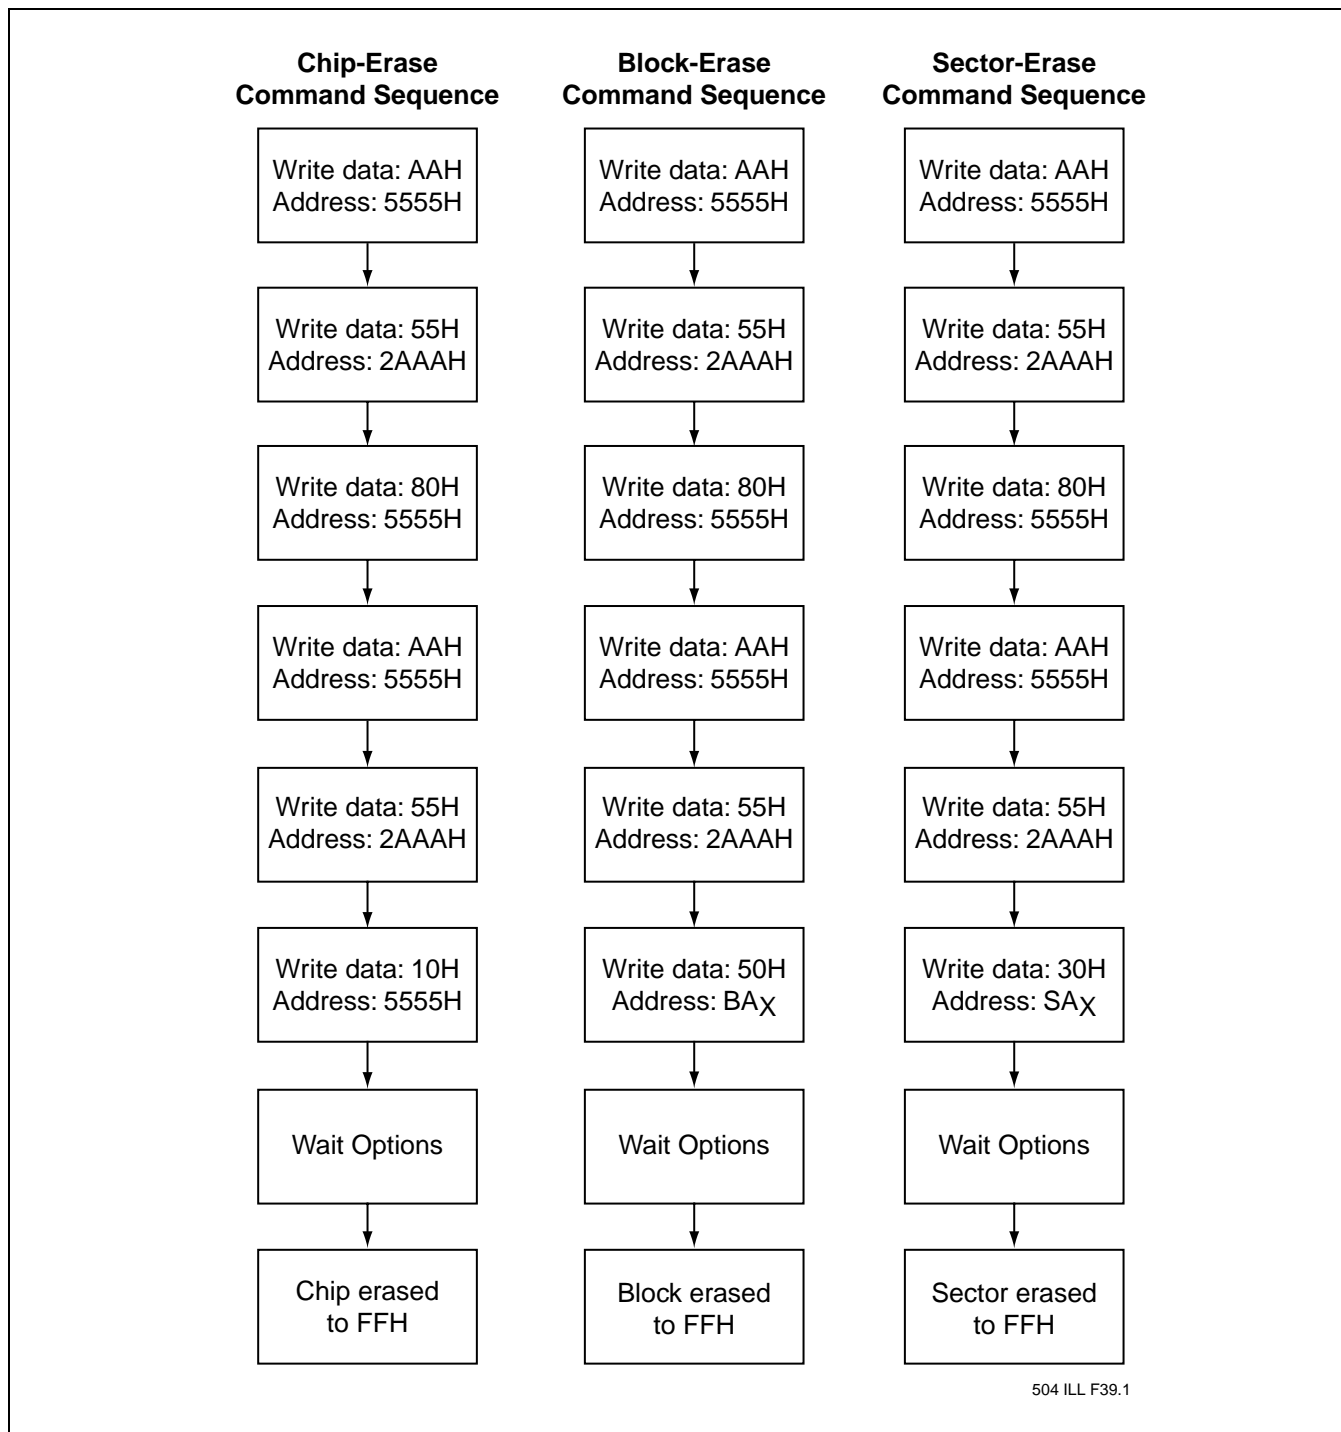 Chip-Erase
Command Sequence
Write data: AAH
Address: 5555H
Write data: 55H
Address: 2AAAH
Write data: 80H
Address: 5555H
Write data: AAH
Address: 5555H
Write data: 55H
Address: 2AAAH
Write data: 10H
Address: 5555H
Wait Options
Chip erased
to FFH
Block-Erase
Command Sequence
Write data: AAH
Address: 5555H
Write data: 55H
Address: 2AAAH
Write data: 80H
Address: 5555H
Write data: AAH
Address: 5555H
Write data: 55H
Address: 2AAAH
Write data: 50H
Address: BAX
Wait Options
Block erased
to FFH
Sector-Erase
Command Sequence
Write data: AAH
Address: 5555H
Write data: 55H
Address: 2AAAH
Write data: 80H
Address: 5555H
Write data: AAH
Address: 5555H
Write data: 55H
Address: 2AAAH
Write data: 30H
Address: SAX
Wait Options
Sector erased
to FFH
504 ILL F39.1